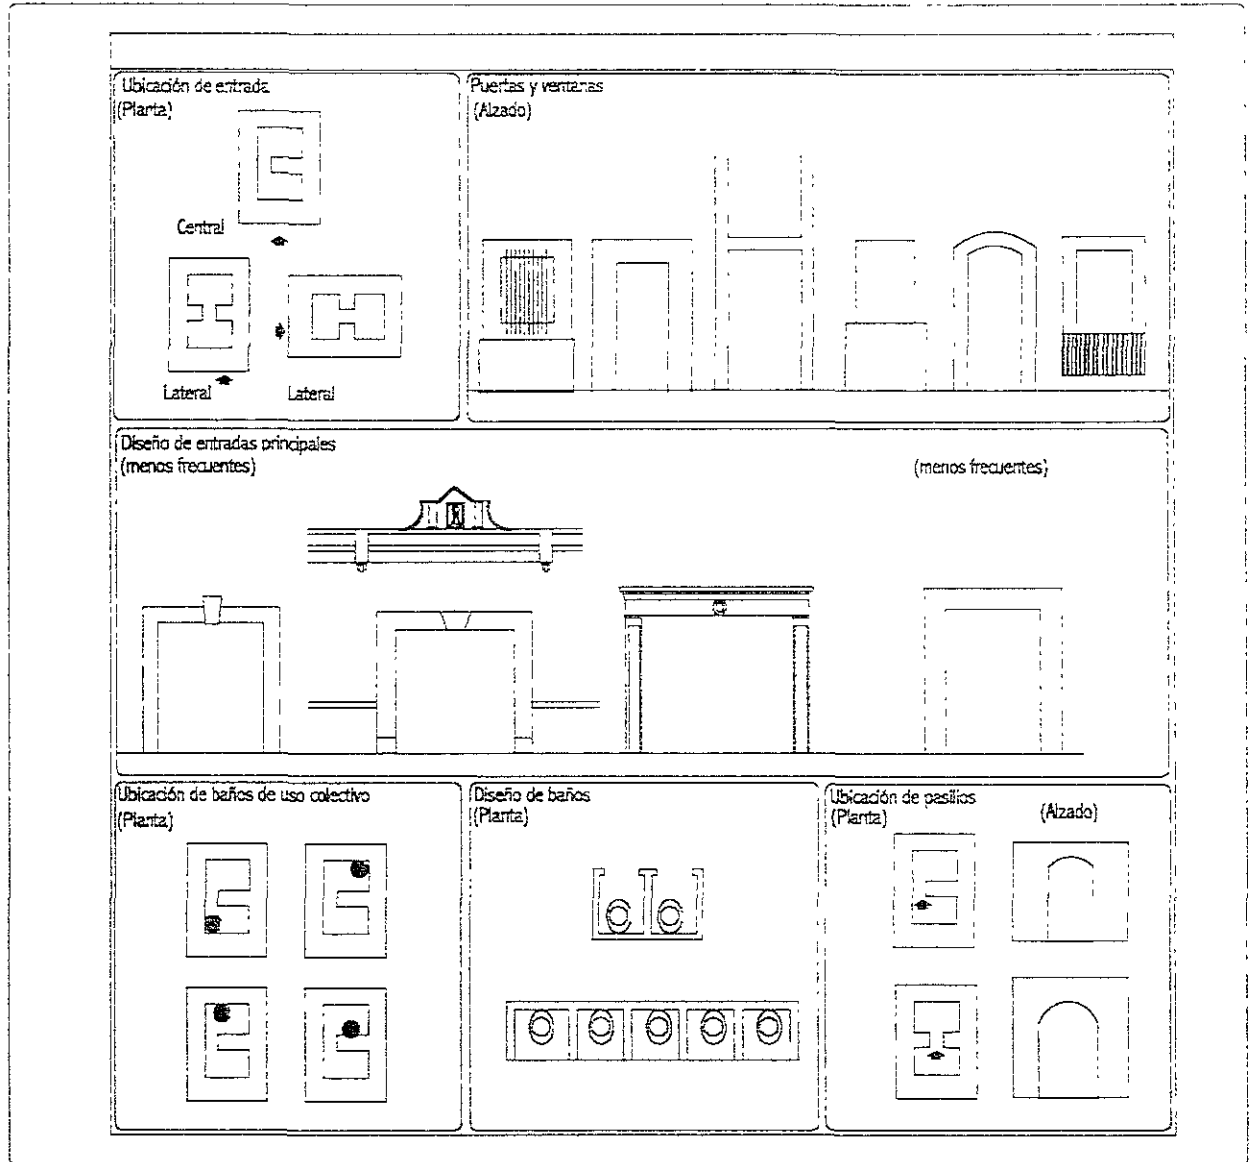 Ubicación de entrada
(Planta)
Central
Lateral
Lateral
Puertas y ventanas
(Alzado)
Diseño de entradas principales
(menos frecuentes)
(menos frecuentes)
Ubicación de baños de uso colectivo
(Planta)
Diseño de baños
(Planta)
Ubicación de pasillos
(Planta)
(Alzado)